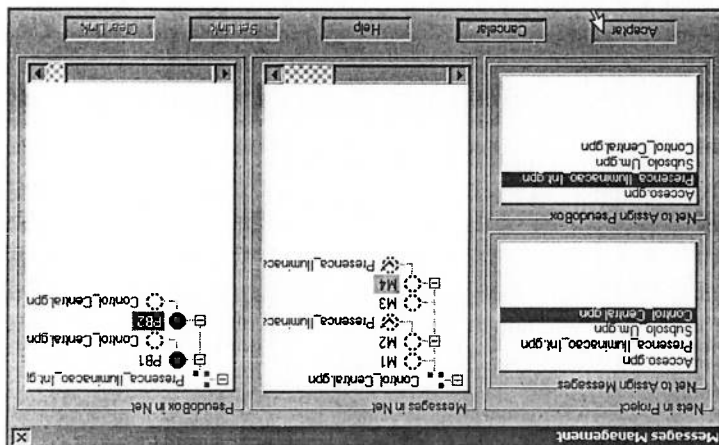 Messages Management
Nets in Project
Net to Assign Messages
Acceso.gpn
Presenca_Iluminacao_Int.gpn
Subsolo_Um.gpn
Control_Central.gpn
Net to Assign PseudoBox
Acceso.gpn
Presenca_Iluminacao_Int.gpn
Subsolo_Um.gpn
Control_Central.gpn
Messages in Net
Control_Central.gpn
M1
M2
Presenca_Iluminaca
M3
M4
Presenca_Iluminaca
PseudoBox in Net
Presenca_Iluminacao_Int.g
PB1
Control_Central.gpn
PB2
Control_Central.gpn
Aceptar
Cancelar
Help
Set Link
Clear Link